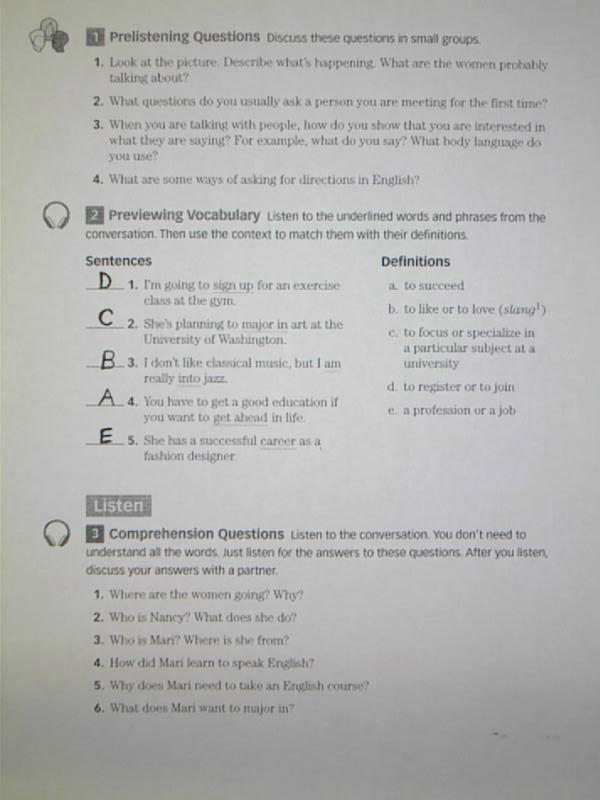 1 Prelistening Questions Discuss these questions in small groups.
1. Look at the picture. Describe what's happening. What are the women probably
talking about?
2. What questions do you usually ask a person you are meeting for the first time?
3. When you are talking with people, how do you show that you are interested in
what they are saying? For example, what do you say? What body language do
you use?
4. What are some ways of asking for directions in English?
2 Previewing Vocabulary Listen to the underlined words and phrases from the
conversation. Then use the context to match them with their definitions.
Sentences
D 1. I'm going to sign up for an exercise
class at the gym.
C 2. She's planning to major in art at the
University of Washington.
B 3. I don't like classical music, but I am
really into jazz.
A 4. You have to get a good education if
you want to get ahead in life.
E 5. She has a successful career as a
fashion designer.
Definitions
a. to succeed
b. to like or to love (slang¹)
c. to focus or specialize in
a particular subject at a
university
d. to register or to join
e. a profession or a job
Listen
3 Comprehension Questions Listen to the conversation. You don't need to
understand all the words. Just listen for the answers to these questions. After you listen,
discuss your answers with a partner.
1. Where are the women going? Why?
2. Who is Nancy? What does she do?
3. Who is Mari? Where is she from?
4. How did Mari learn to speak English?
5. Why does Mari need to take an English course?
6. What does Mari want to major in?